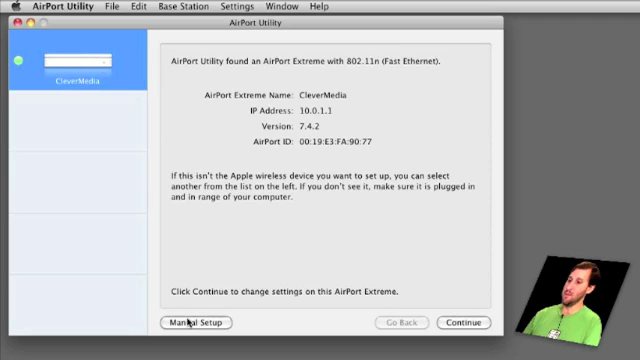 AirPort Utility File Edit Base Station Settings Window Help
AirPort Utility
CleverMedia
AirPort Utility found an AirPort Extreme with 802.11n (Fast Ethernet).
AirPort Extreme Name: CleverMedia
IP Address: 10.0.1.1
Version: 7.4.2
AirPort ID: 00:19:E3:FA:90:77
If this isn't the Apple wireless device you want to set up, you can select
another from the list on the left. If you don't see it, make sure it is plugged in
and in range of your computer.
Click Continue to change settings on this AirPort Extreme.
Manual Setup Go Back Continue